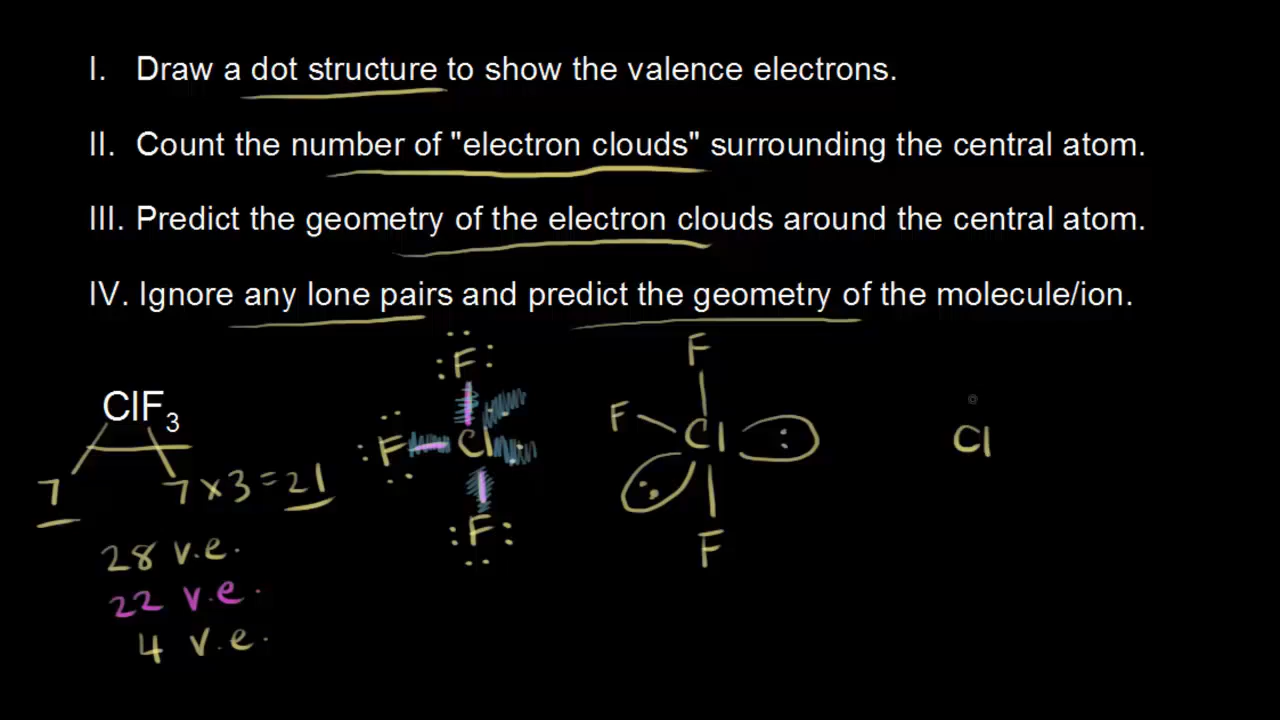 I. Draw a dot structure to show the valence electrons.
II. Count the number of "electron clouds" surrounding the central atom.
III. Predict the geometry of the electron clouds around the central atom.
IV. Ignore any lone pairs and predict the geometry of the molecule/ion.
ClF3
7 7 x 3 = 21
28 v.e.
22 v.e.
4 v.e.
F
F Cl
F
F
F Cl
F
Cl